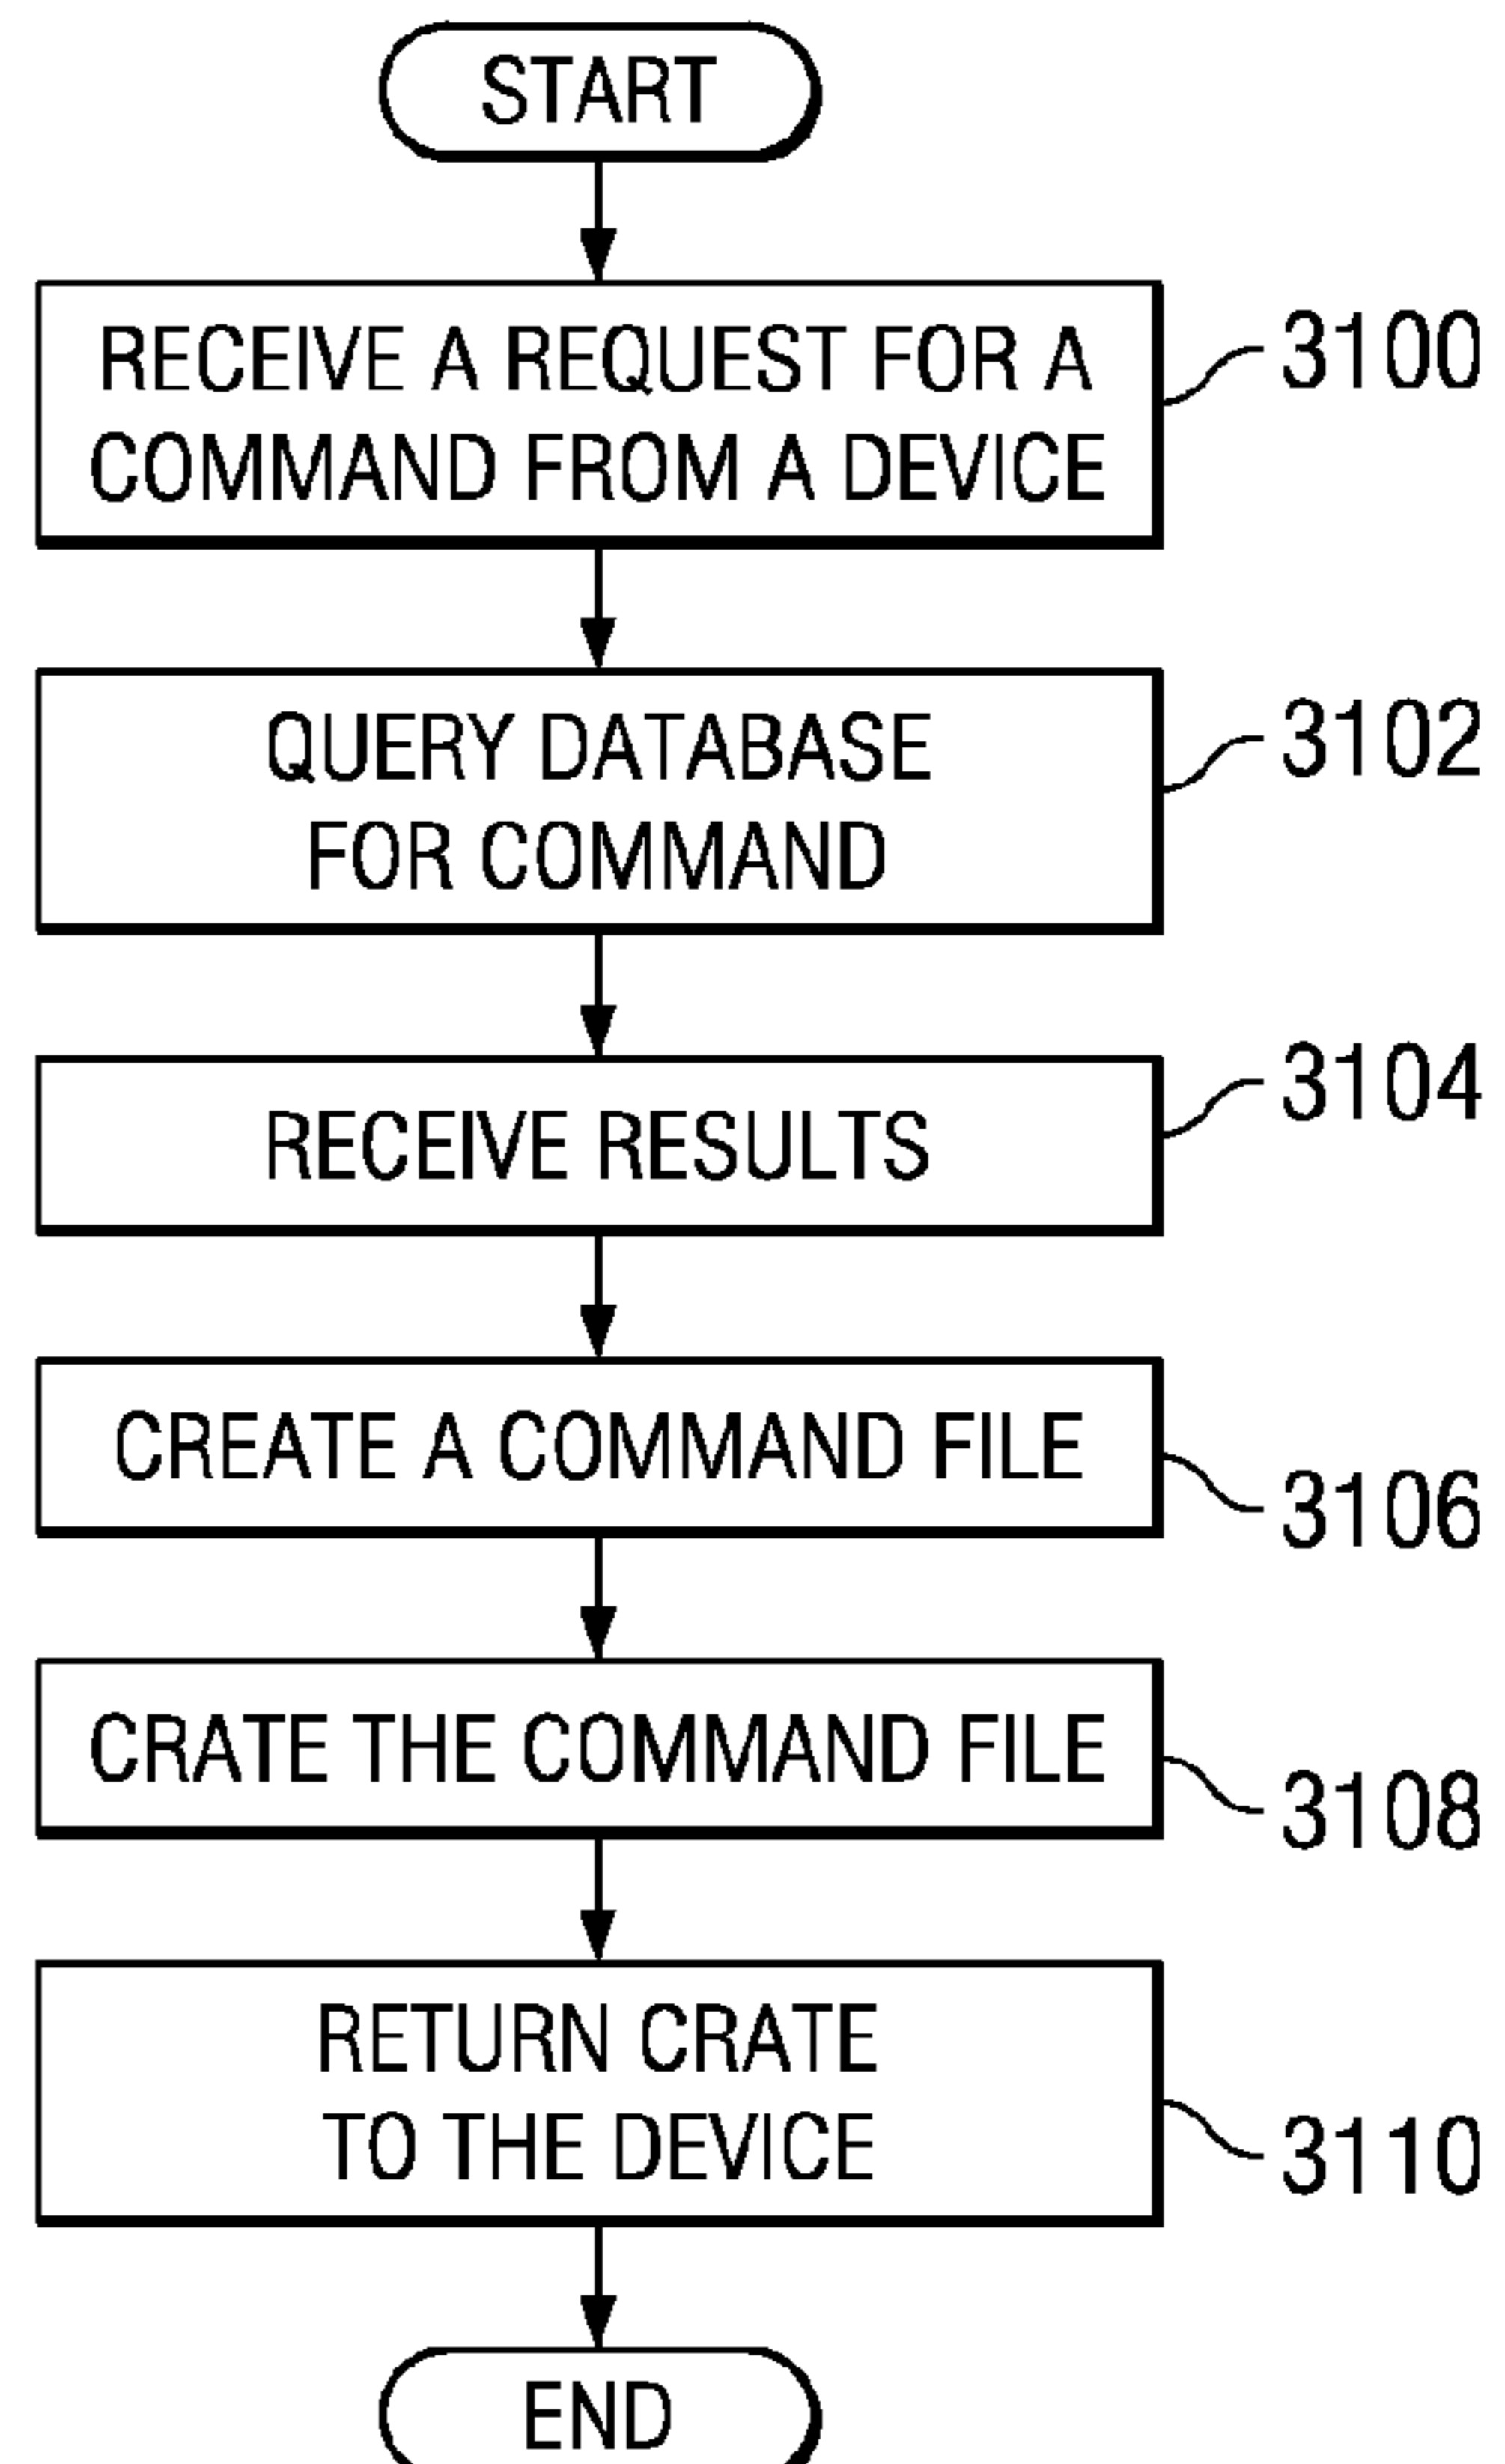 START
RECEIVE A REQUEST FOR A
COMMAND FROM A DEVICE
3100
QUERY DATABASE
FOR COMMAND
3102
RECEIVE RESULTS
3104
CREATE A COMMAND FILE
3106
CRATE THE COMMAND FILE
3108
RETURN CRATE
TO THE DEVICE
3110
END